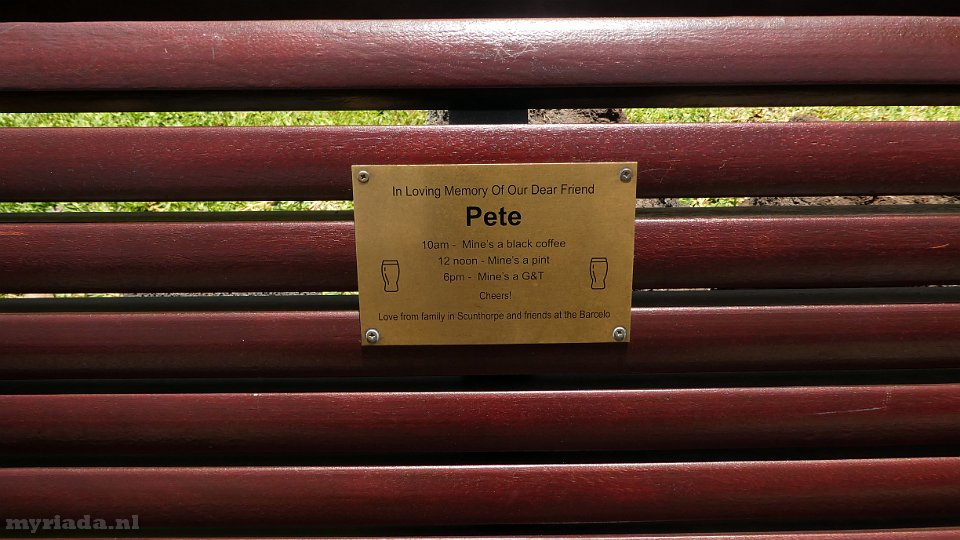 In Loving Memory Of Our Dear Friend
Pete
10am - Mine's a black coffee
12 noon - Mine's a pint
6pm - Mine's a G&T
Cheers!
Love from family in Scunthorpe and friends at the Barcelo
myriada.nl